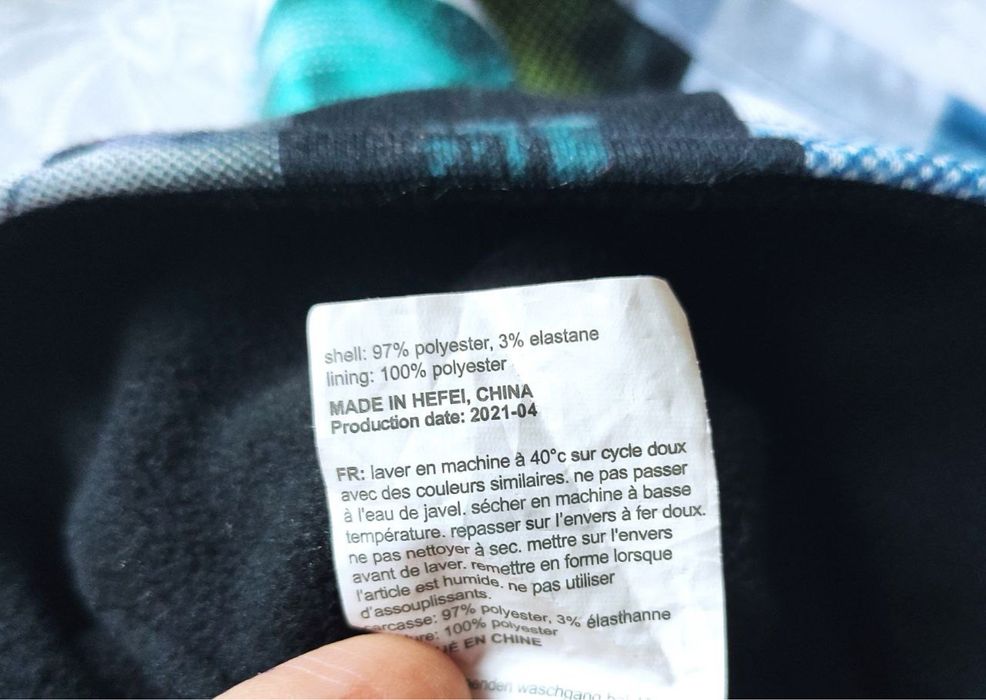 shell: 97% polyester, 3% elastane
lining: 100% polyester
MADE IN HEFEI, CHINA
Production date: 2021-04
FR: laver en machine à 40°c sur cycle doux
avec des couleurs similaires. ne pas passer
à l'eau de javel. sécher en machine à basse
température. repasser sur l'envers à fer doux.
ne pas nettoyer à sec. mettre sur l'envers
avant de laver. remettre en forme lorsque
l'article est humide. ne pas utiliser
d'assouplissants.
97% polyester, 3% élasthanne
100% polyester
EN CHINE
waschgang